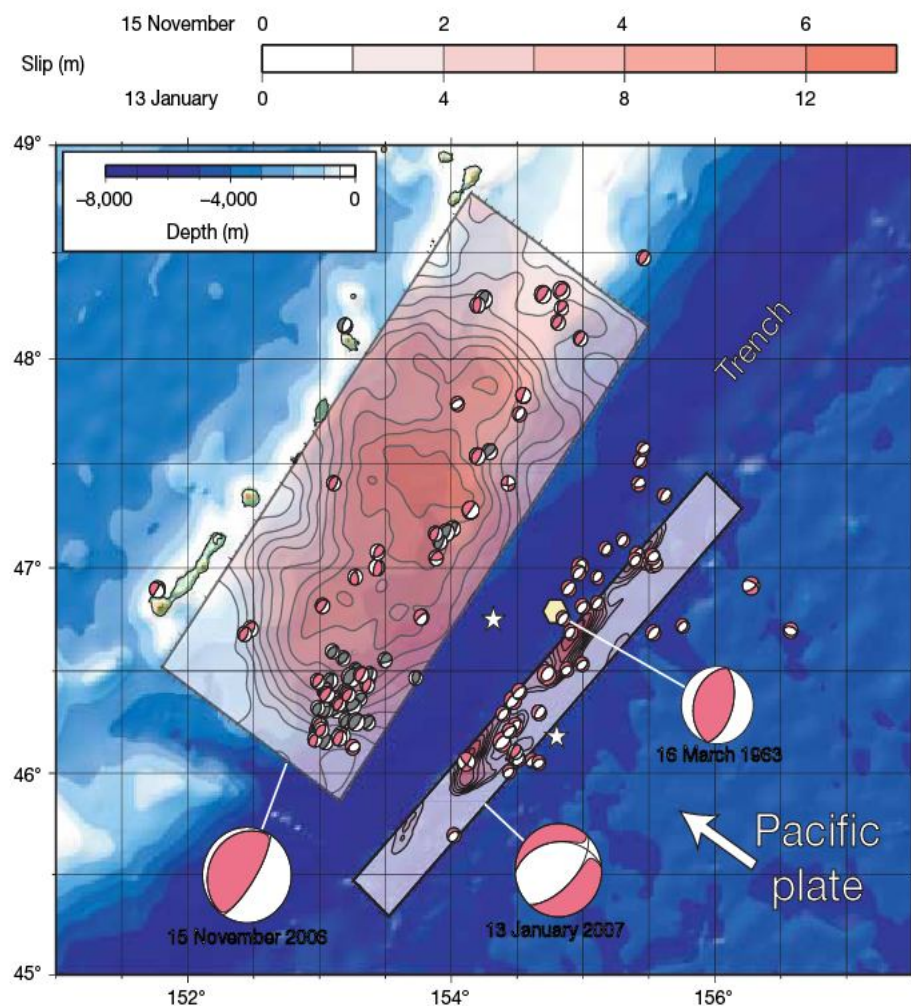 15 November 0 2 4 6
Slip (m)
13 January 0 4 8 12
49°
−8,000 −4,000 0
Depth (m)
48°
Trench
47°
16 March 1963
46°
Pacific
plate
15 November 2006
13 January 2007
45°
152° 154° 156°